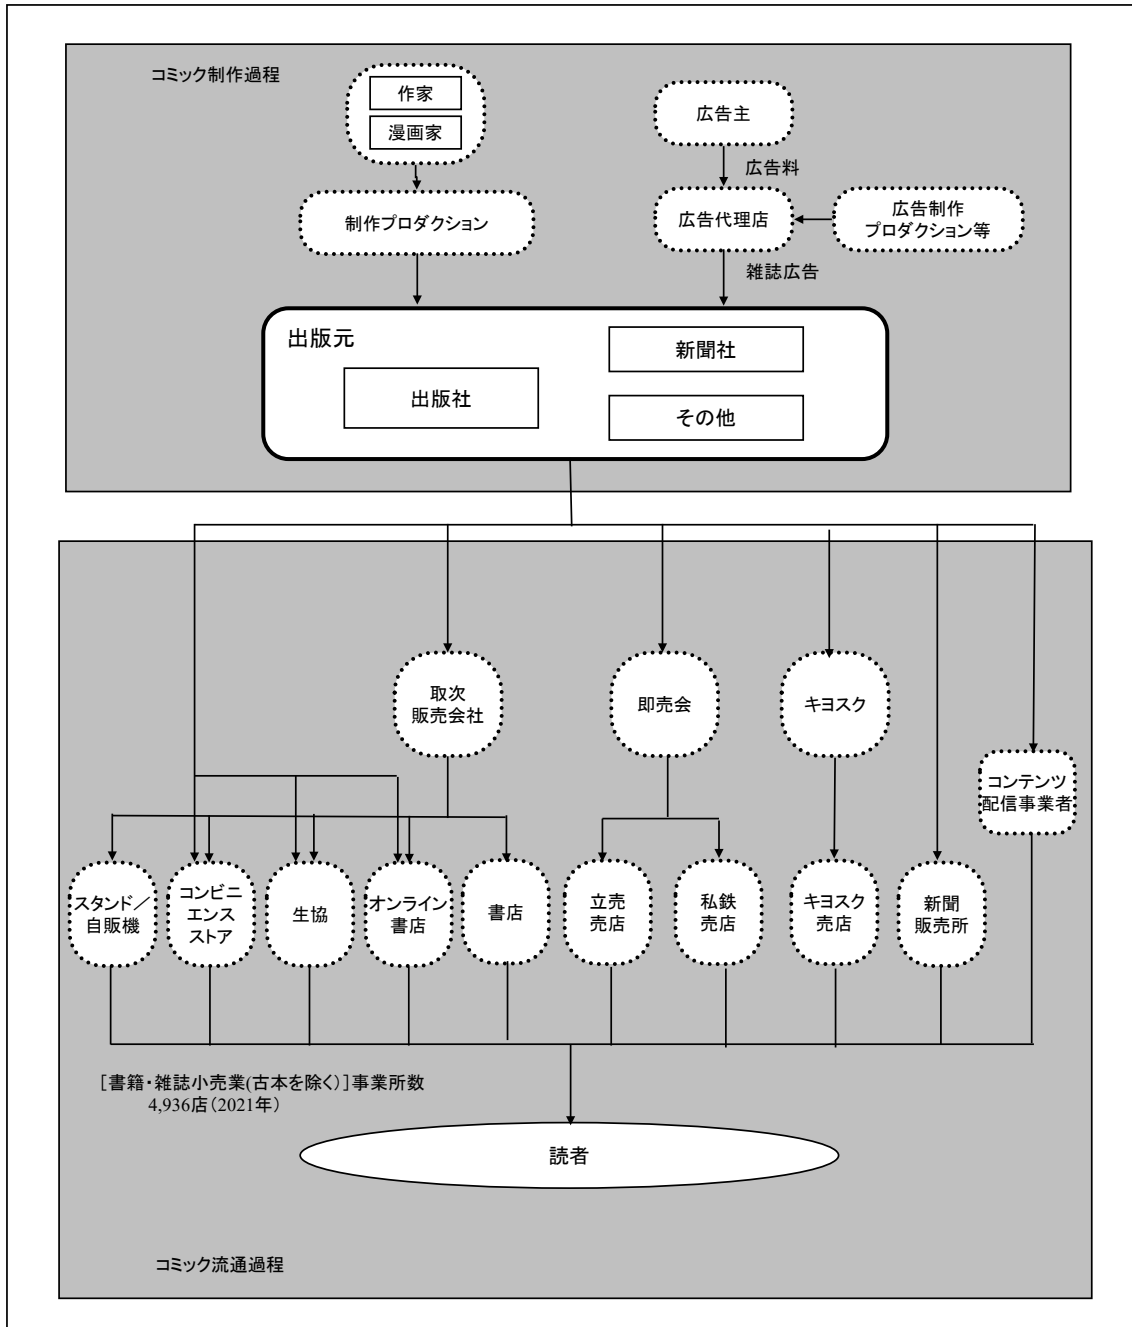 コミック制作過程
作家
漫画家
広告主
広告料
制作プロダクション
広告代理店
広告制作
プロダクション等
雑誌広告
出版元
新聞社
出版社
その他
取次
販売会社
即売会
キヨスク
コンテンツ
配信事業者
スタンド／
自販機
コンビニ
エンス
ストア
生協
オンライン
書店
書店
立売
売店
私鉄
売店
キヨスク
売店
新聞
販売所
[書籍・雑誌小売業(古本を除く)]事業所数
4,936店(2021年)
読者
コミック流通過程